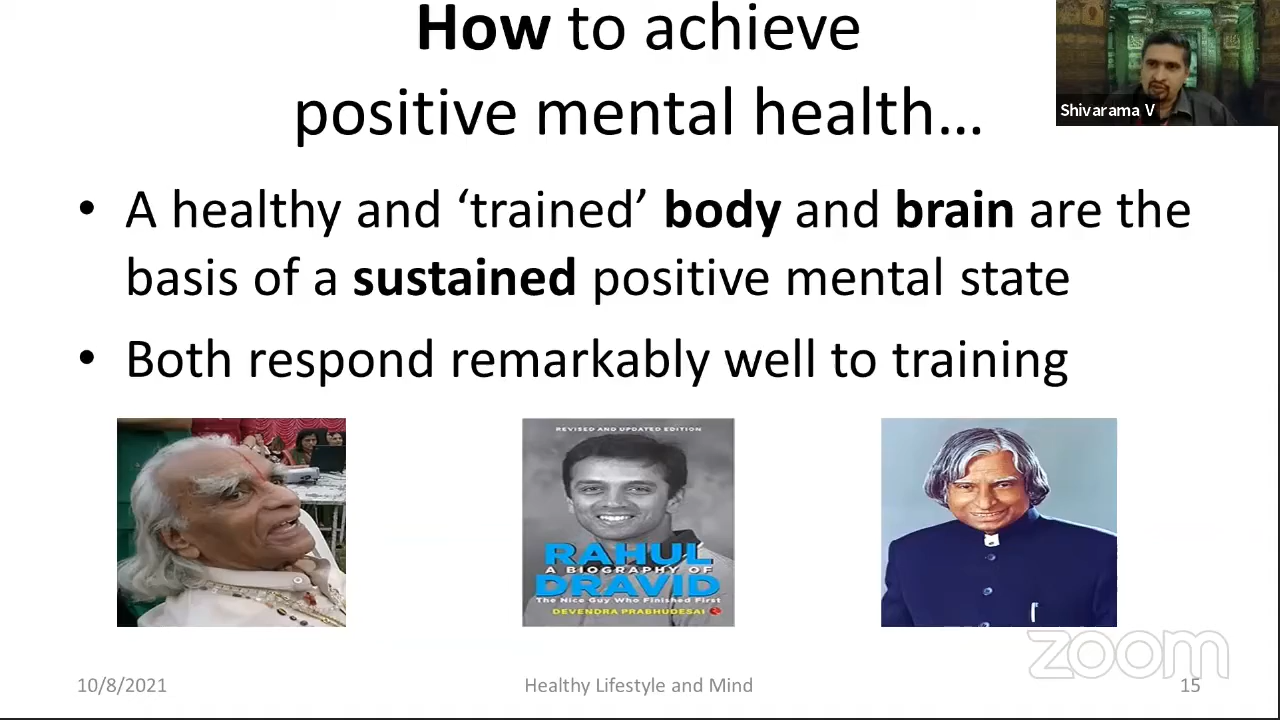 How to achieve
positive mental health…
Shivarama V
• A healthy and ‘trained’ body and brain are the
basis of a sustained positive mental state
• Both respond remarkably well to training
REVISED AND UPDATED EDITION
RAHUL
A BIOGRAPHY OF
DRAVID
The Nice Guy Who Finished First
DEVENDRA PRABHUDESAI
zoom
10/8/2021
Healthy Lifestyle and Mind
15